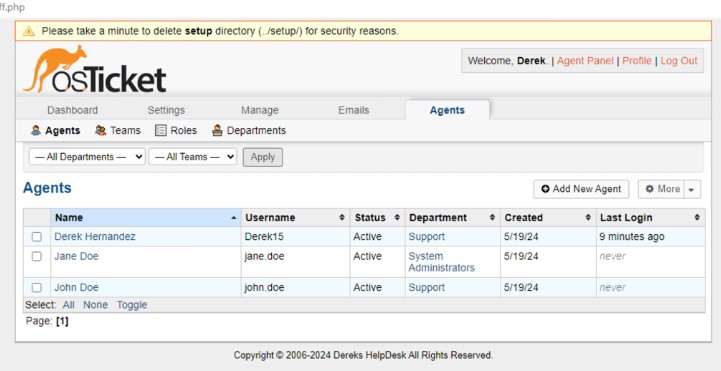 ff.php
Please take a minute to delete setup directory (../setup/) for security reasons.
osTicket
Welcome, Derek. | Agent Panel | Profile | Log Out
Dashboard Settings Manage Emails Agents
Agents Teams Roles Departments
— All Departments — — All Teams — Apply
Agents Add New Agent More
Name Username Status Department Created Last Login
Derek Hernandez Derek15 Active Support 5/19/24 9 minutes ago
Jane Doe jane.doe Active System Administrators 5/19/24 never
John Doe john.doe Active Support 5/19/24 never
Select: All None Toggle
Page: [1]
Copyright © 2006-2024 Dereks HelpDesk All Rights Reserved.